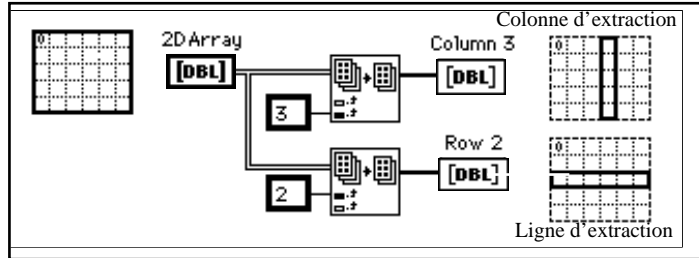 Colonne d'extraction
0
2D Array
Column 3
0
[DBL]
[DBL]
3
Row 2
0
[DBL]
2
Ligne d'extraction